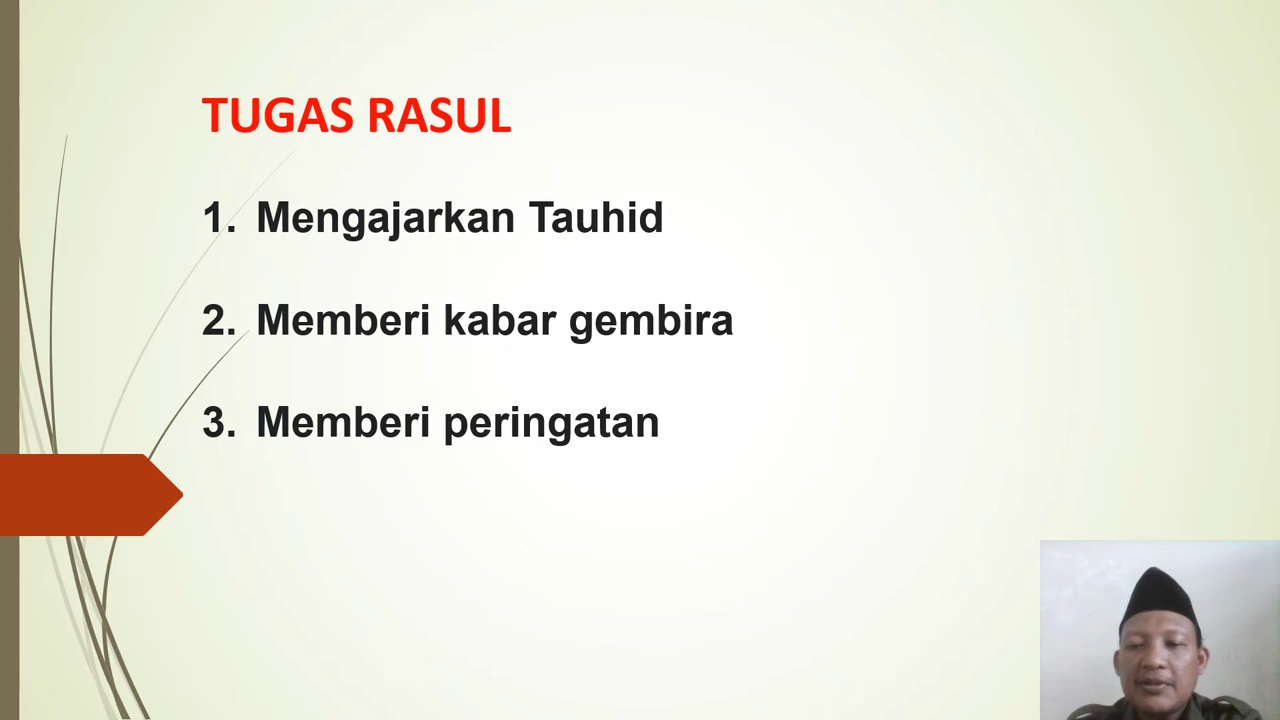 TUGAS RASUL
1. Mengajarkan Tauhid
2. Memberi kabar gembira
3. Memberi peringatan